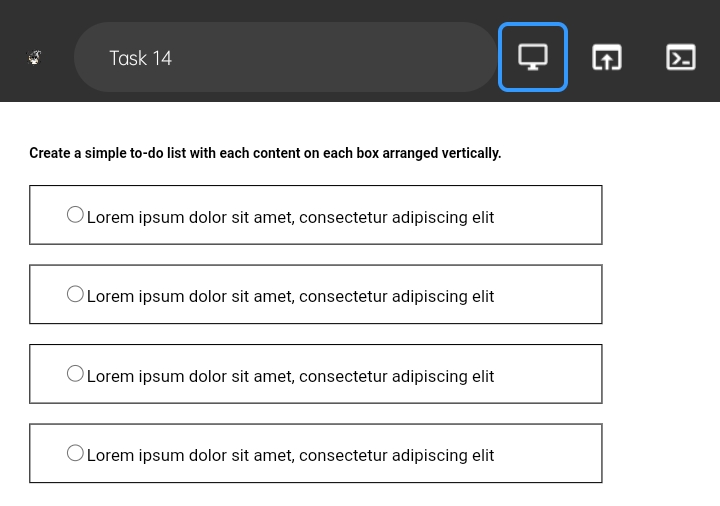 Task 14
Create a simple to-do list with each content on each box arranged vertically.
Lorem ipsum dolor sit amet, consectetur adipiscing elit
Lorem ipsum dolor sit amet, consectetur adipiscing elit
Lorem ipsum dolor sit amet, consectetur adipiscing elit
Lorem ipsum dolor sit amet, consectetur adipiscing elit